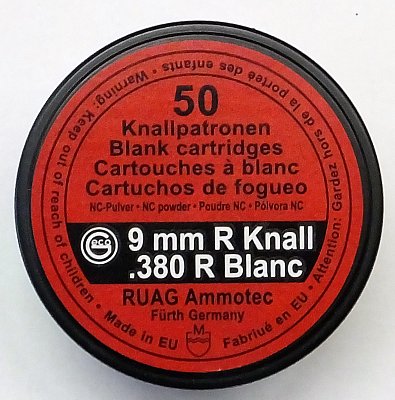 50
Knallpatronen
Blank cartridges
Cartouches à blanc
Cartuchos de fogueo
NC-Pulver • NC powder • Poudre NC • Pólvora NC
geco
9 mm R Knall
.380 R Blanc
RUAG Ammotec
Fürth Germany
M
Warning: Keep out of reach of children • Made in EU
Fabriqué en EU • Attention: Gardez hors de la porteé des enfants •